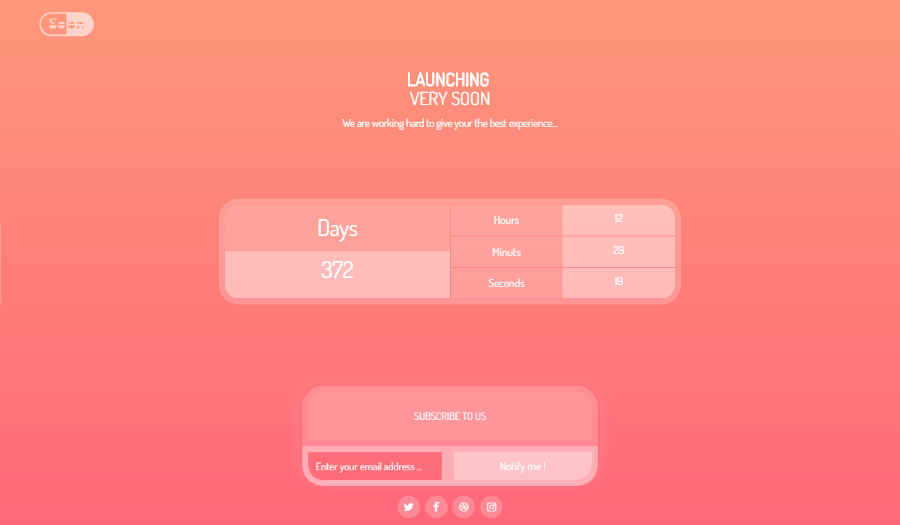 Soon
LAUNCHING
VERY SOON
We are working hard to give your the best experience...
Days
372
Hours
12
Minuts
29
Seconds
19
SUBSCRIBE TO US
Enter your email address ...
Notify me !